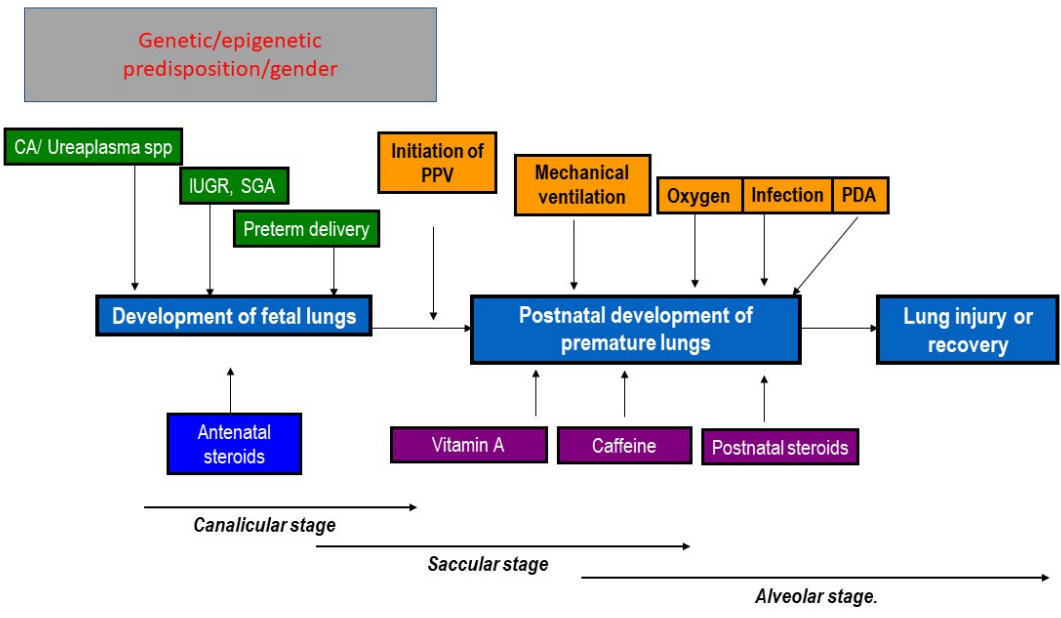 Genetic/epigenetic
predisposition/gender
CA/ Ureaplasma spp
IUGR, SGA
Preterm delivery
Initiation of
PPV
Mechanical
ventilation
Oxygen
Infection
PDA
Development of fetal lungs
Postnatal development of
premature lungs
Lung injury or
recovery
Antenatal
steroids
Vitamin A
Caffeine
Postnatal steroids
Canalicular stage
Saccular stage
Alveolar stage.